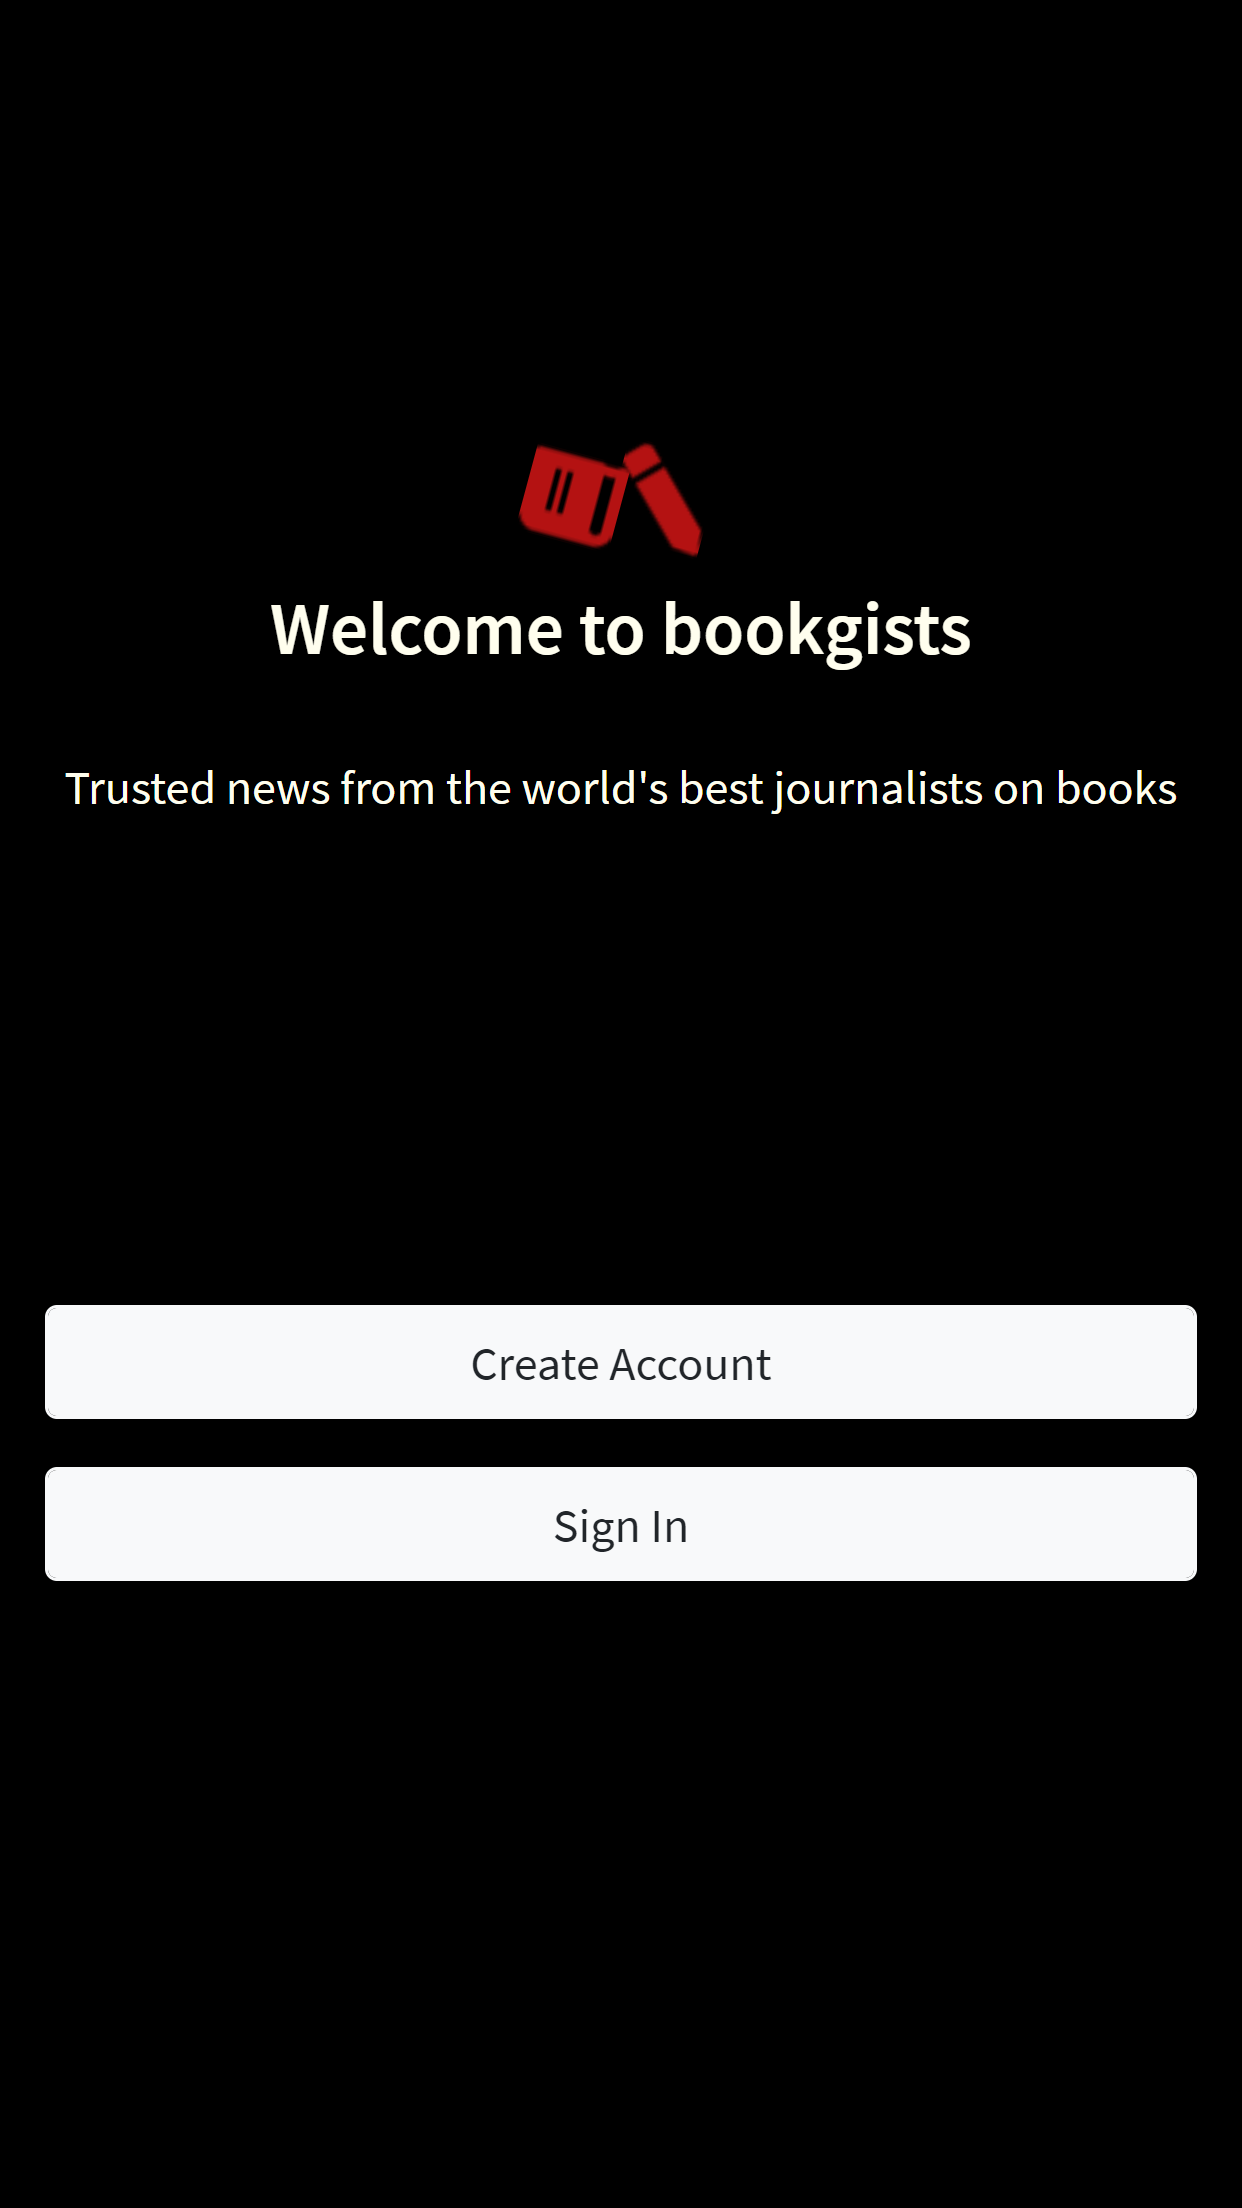 Welcome to bookgists
Trusted news from the world's best journalists on books
Create Account
Sign In